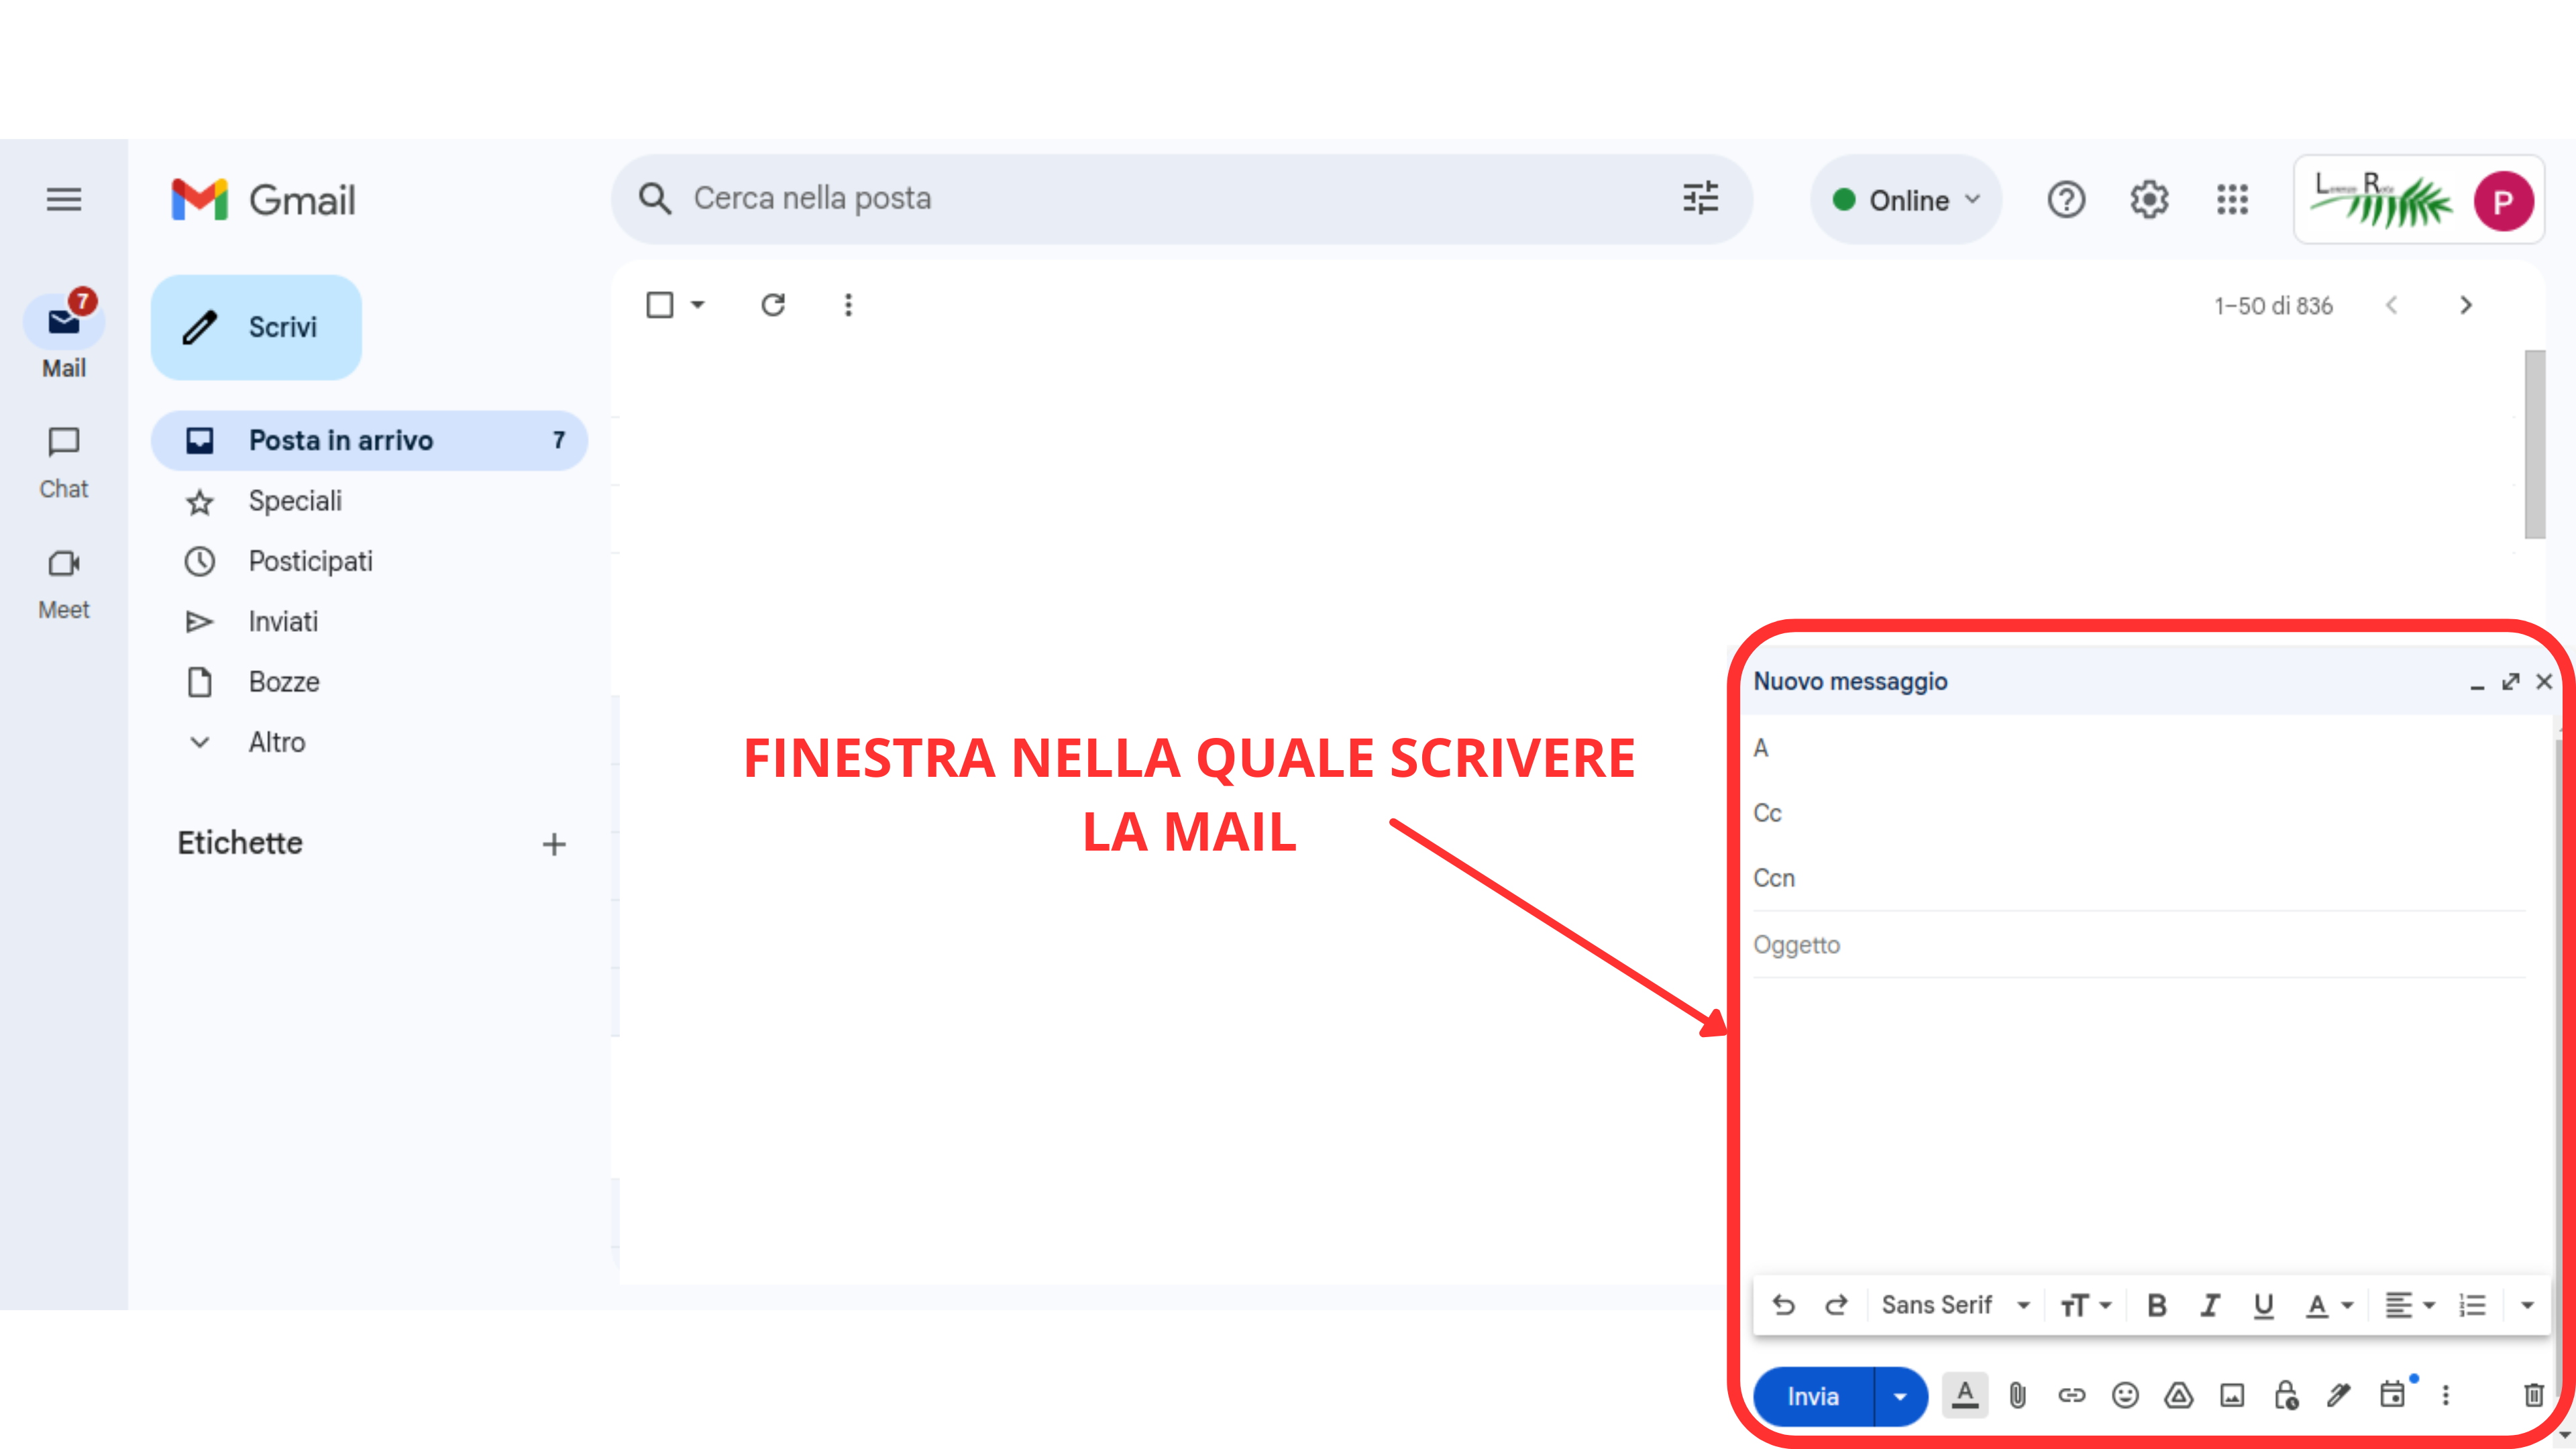 Gmail
Cerca nella posta
Online
P
7
Mail
Scrivi
1–50 di 836
Posta in arrivo 7
Chat
Speciali
Posticipati
Meet
Inviati
Bozze
Altro
Etichette
FINESTRA NELLA QUALE SCRIVERE
LA MAIL
Nuovo messaggio
A
Cc
Ccn
Oggetto
Sans Serif
Invia